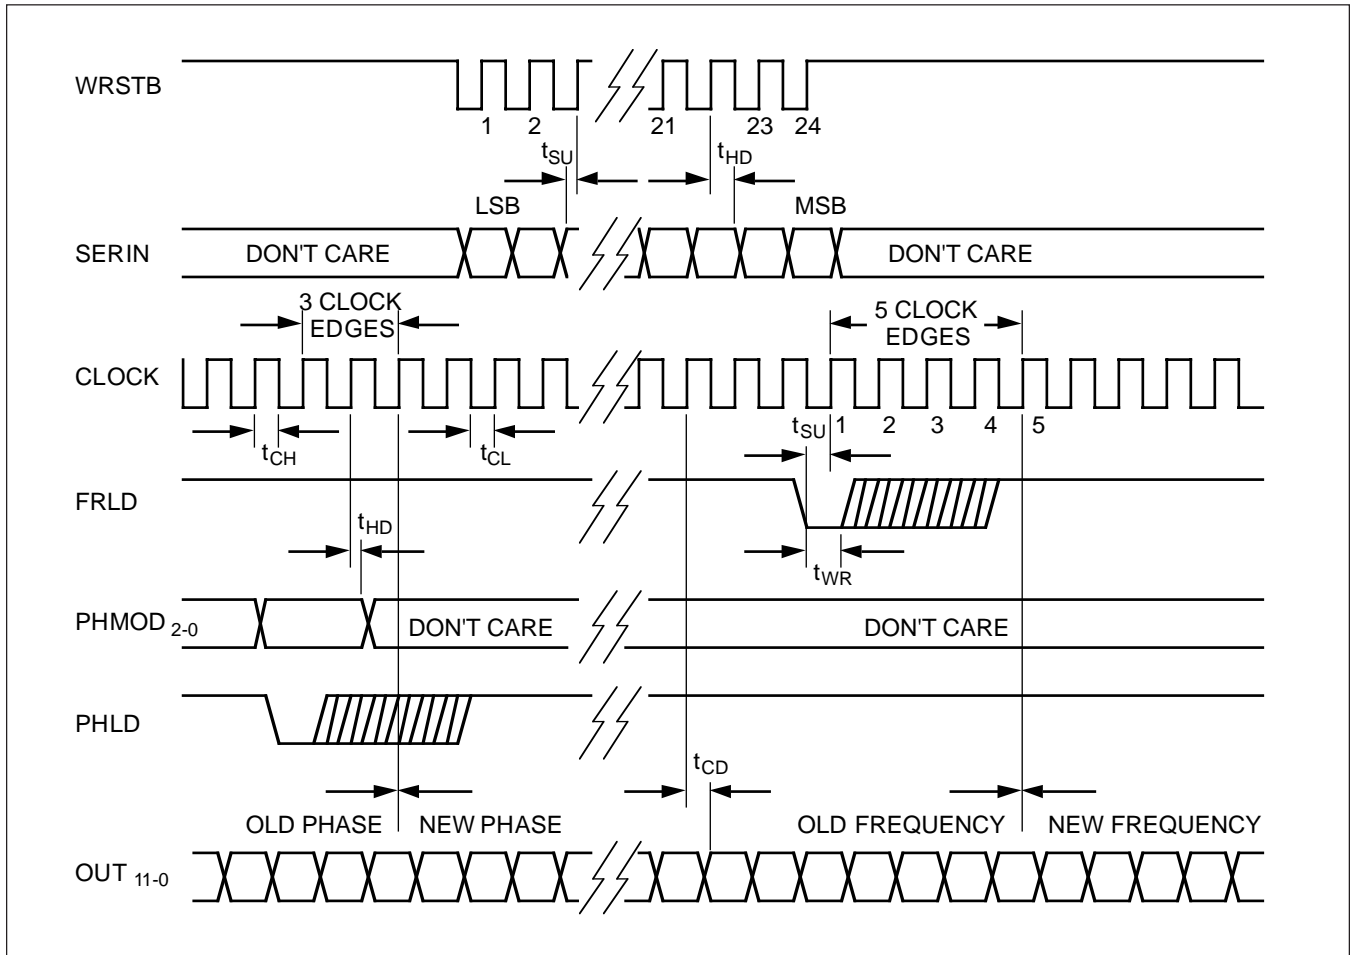 WRSTB
1 2 21 23 24
tSU tHD
LSB MSB
SERIN DON'T CARE DON'T CARE
3 CLOCK
EDGES
5 CLOCK
EDGES
CLOCK
tCH tCL tSU 1 2 3 4 5
FRLD
tHD
tWR
PHMOD 2-0 DON'T CARE DON'T CARE
PHLD
tCD
OLD PHASE NEW PHASE OLD FREQUENCY NEW FREQUENCY
OUT 11-0